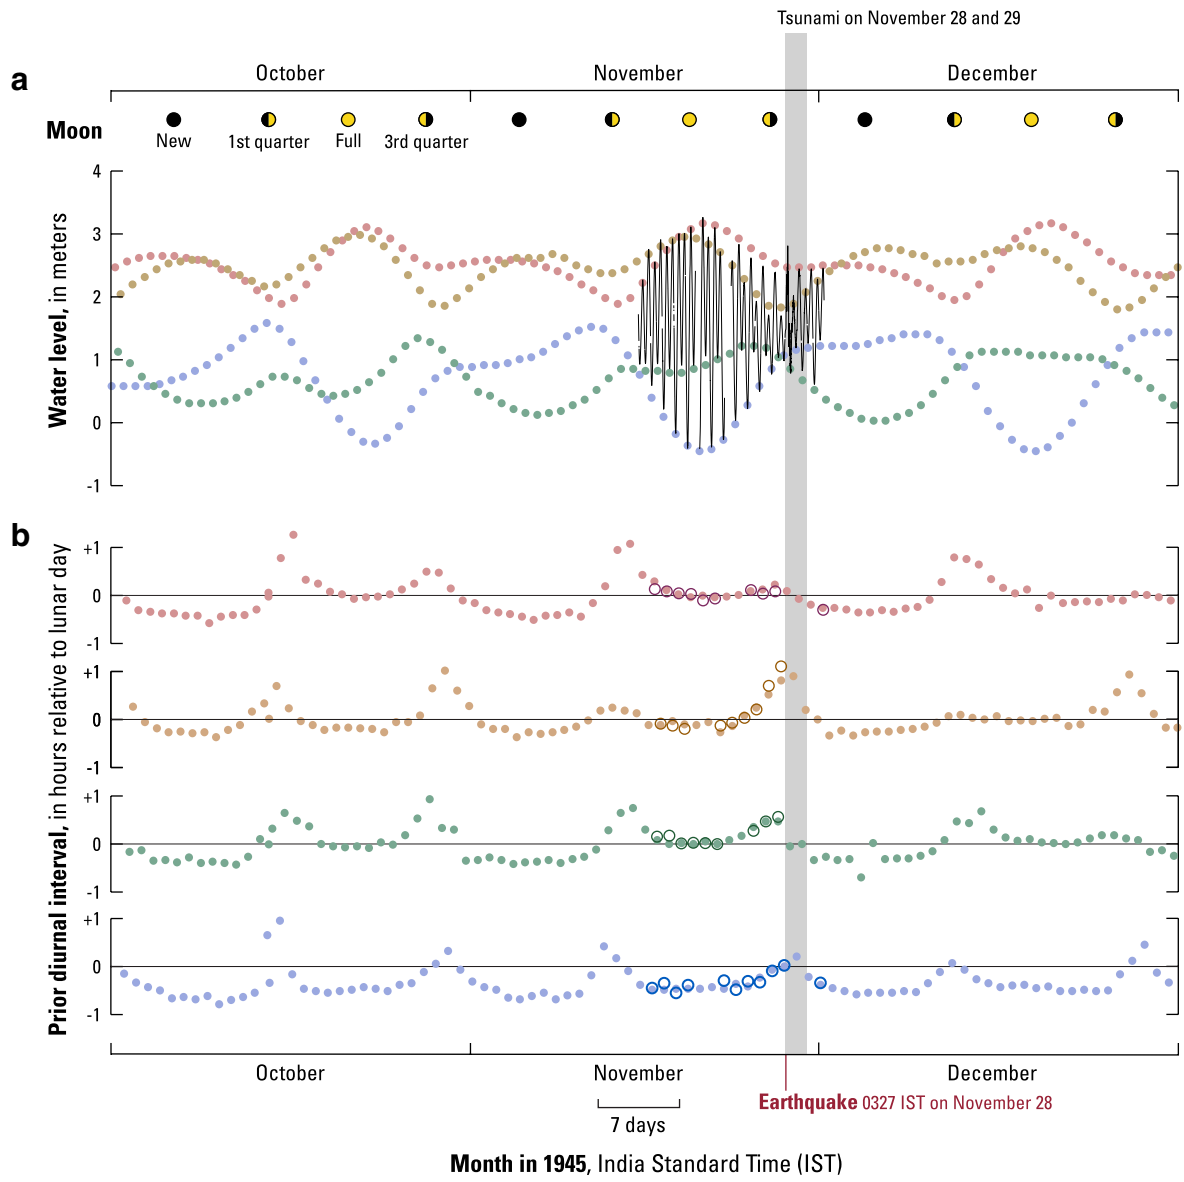 Tsunami on November 28 and 29
a
October November December
Moon
New 1st quarter Full 3rd quarter
Water level, in meters
4
3
2
1
0
-1
b
Prior diurnal interval, in hours relative to lunar day
+1
0
-1
+1
0
-1
+1
0
-1
+1
0
-1
October November December
Earthquake 0327 IST on November 28
7 days
Month in 1945, India Standard Time (IST)